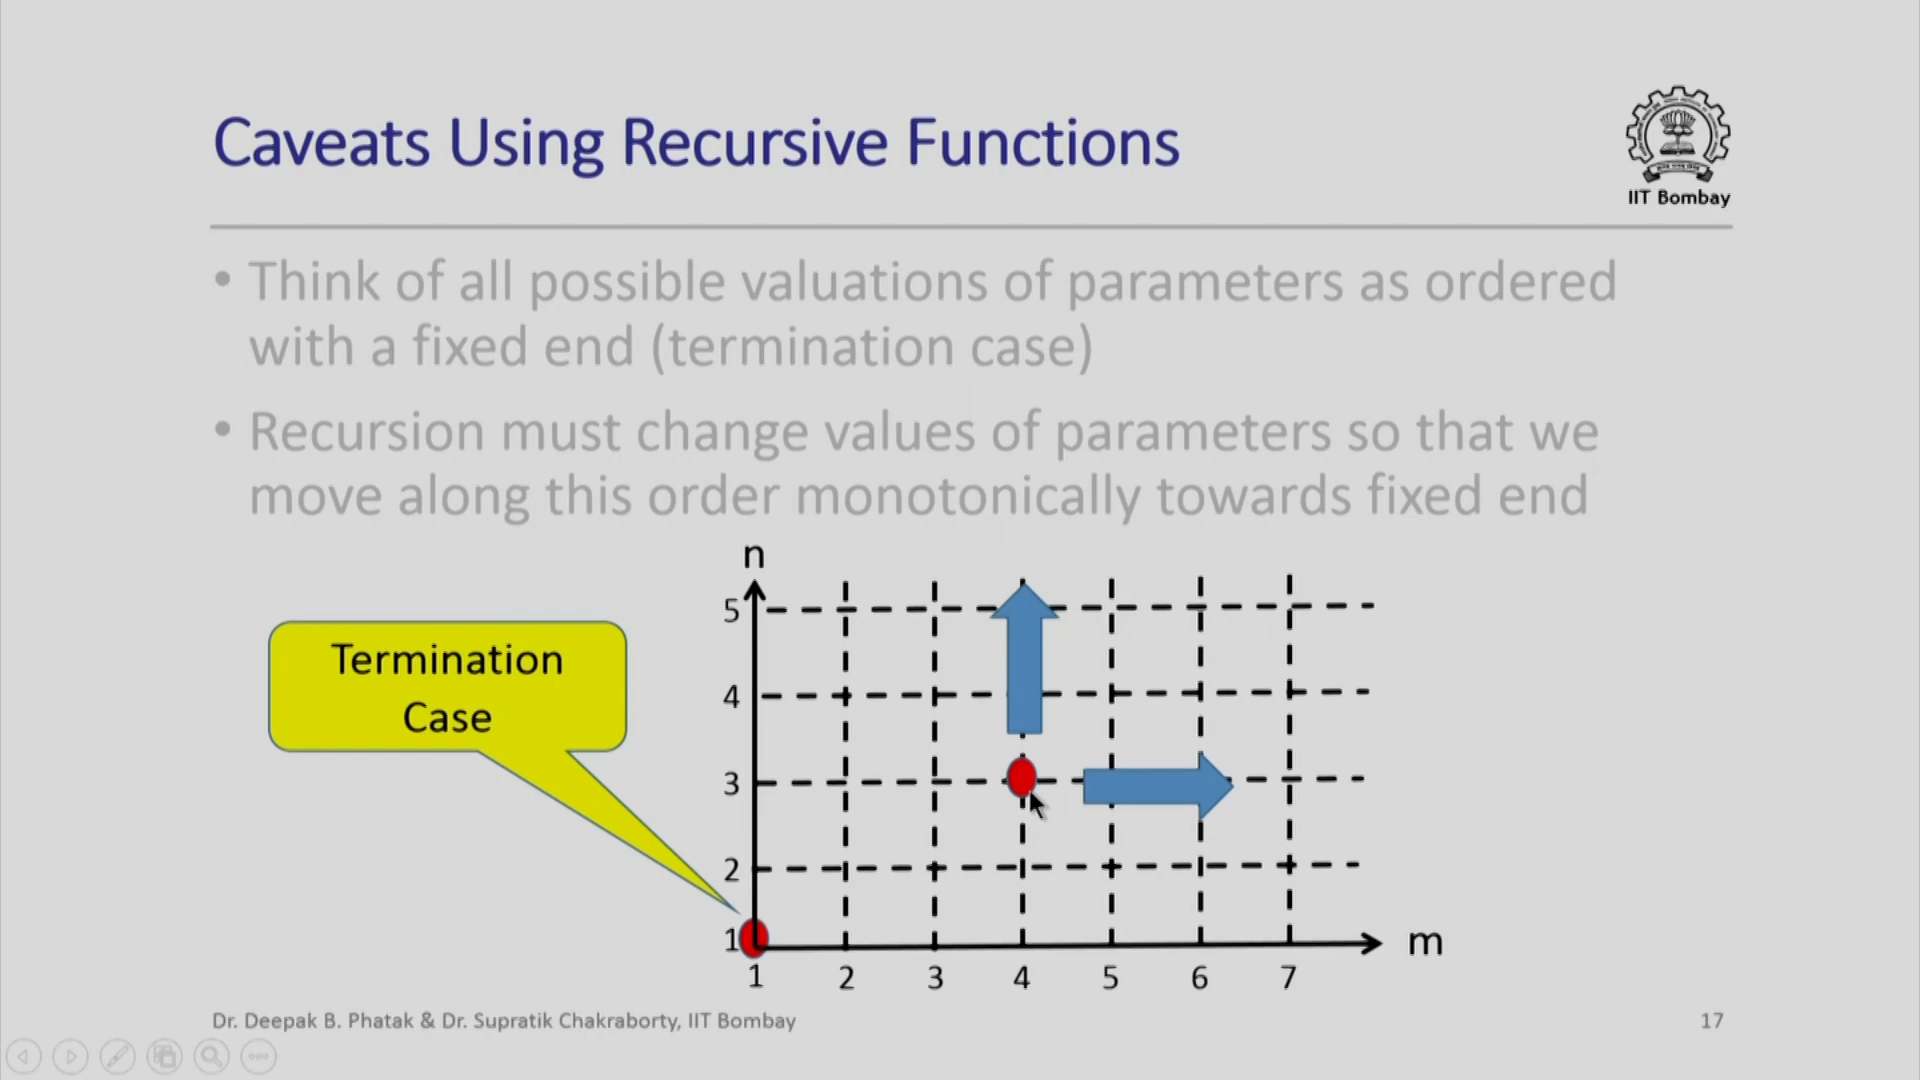 Caveats Using Recursive Functions
IIT Bombay
• Think of all possible valuations of parameters as ordered
with a fixed end (termination case)
• Recursion must change values of parameters so that we
move along this order monotonically towards fixed end
n
5
4
3
2
1
Termination
Case
1 2 3 4 5 6 7
m
Dr. Deepak B. Phatak & Dr. Supratik Chakraborty, IIT Bombay
17